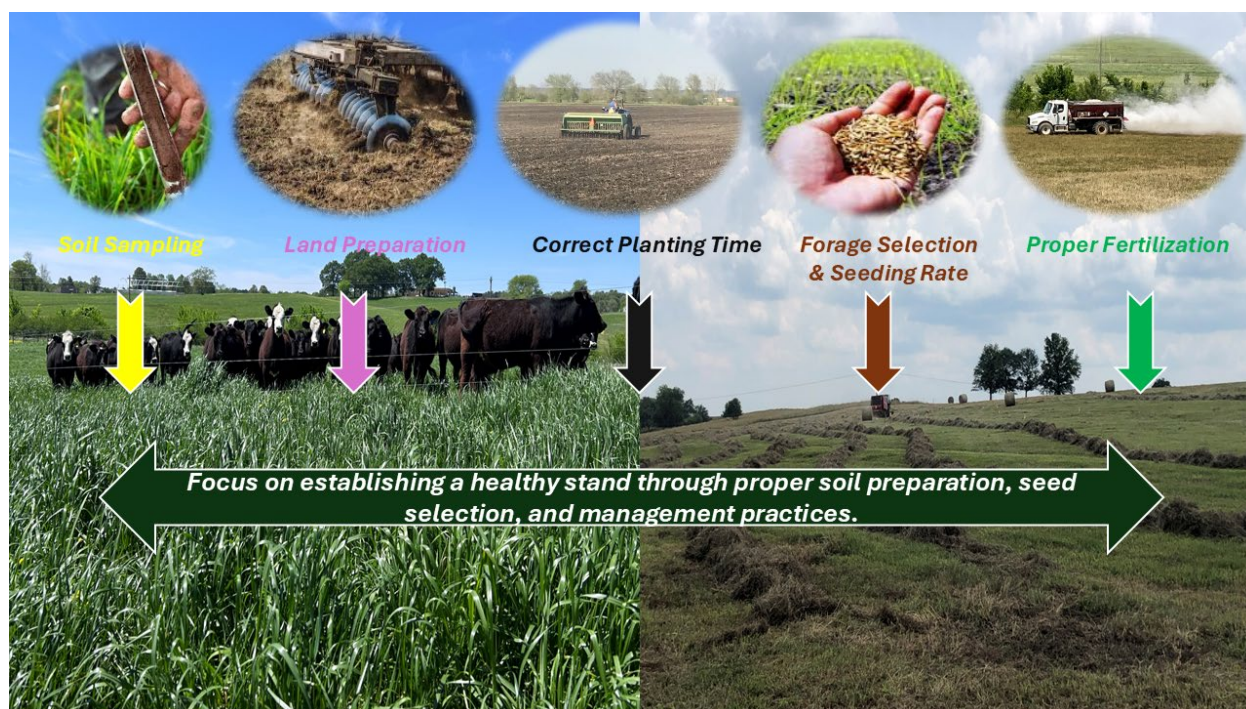 Soil Sampling
Land Preparation
Correct Planting Time
Forage Selection
& Seeding Rate
Proper Fertilization
Focus on establishing a healthy stand through proper soil preparation, seed
selection, and management practices.